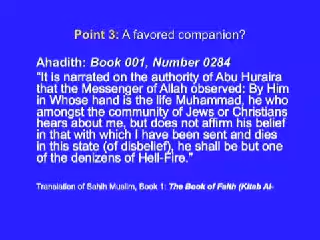 Point 3: A favored companion?
Ahadith: Book 001, Number 0284
“It is narrated on the authority of Abu Huraira
that the Messenger of Allah observed: By Him
in Whose hand is the life Muhammad, he who
amongst the community of Jews or Christians
hears about me, but does not affirm his belief
in that with which I have been sent and dies
in this state (of disbelief), he shall be but one
of the denizens of Hell-Fire.”
Translation of Sahih Muslim, Book 1: The Book of Faith (Kitab Al-